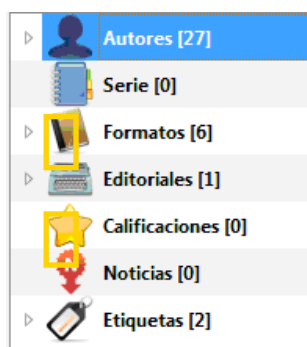 Autores [27]
Serie [0]
Formatos [6]
Editoriales [1]
Calificaciones [0]
Noticias [0]
Etiquetas [2]